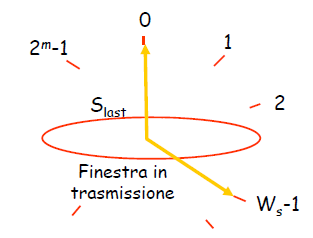 0
2ᵐ-1
1
2
Sₗₐₛₜ
Finestra in
trasmissione
Wₛ-1